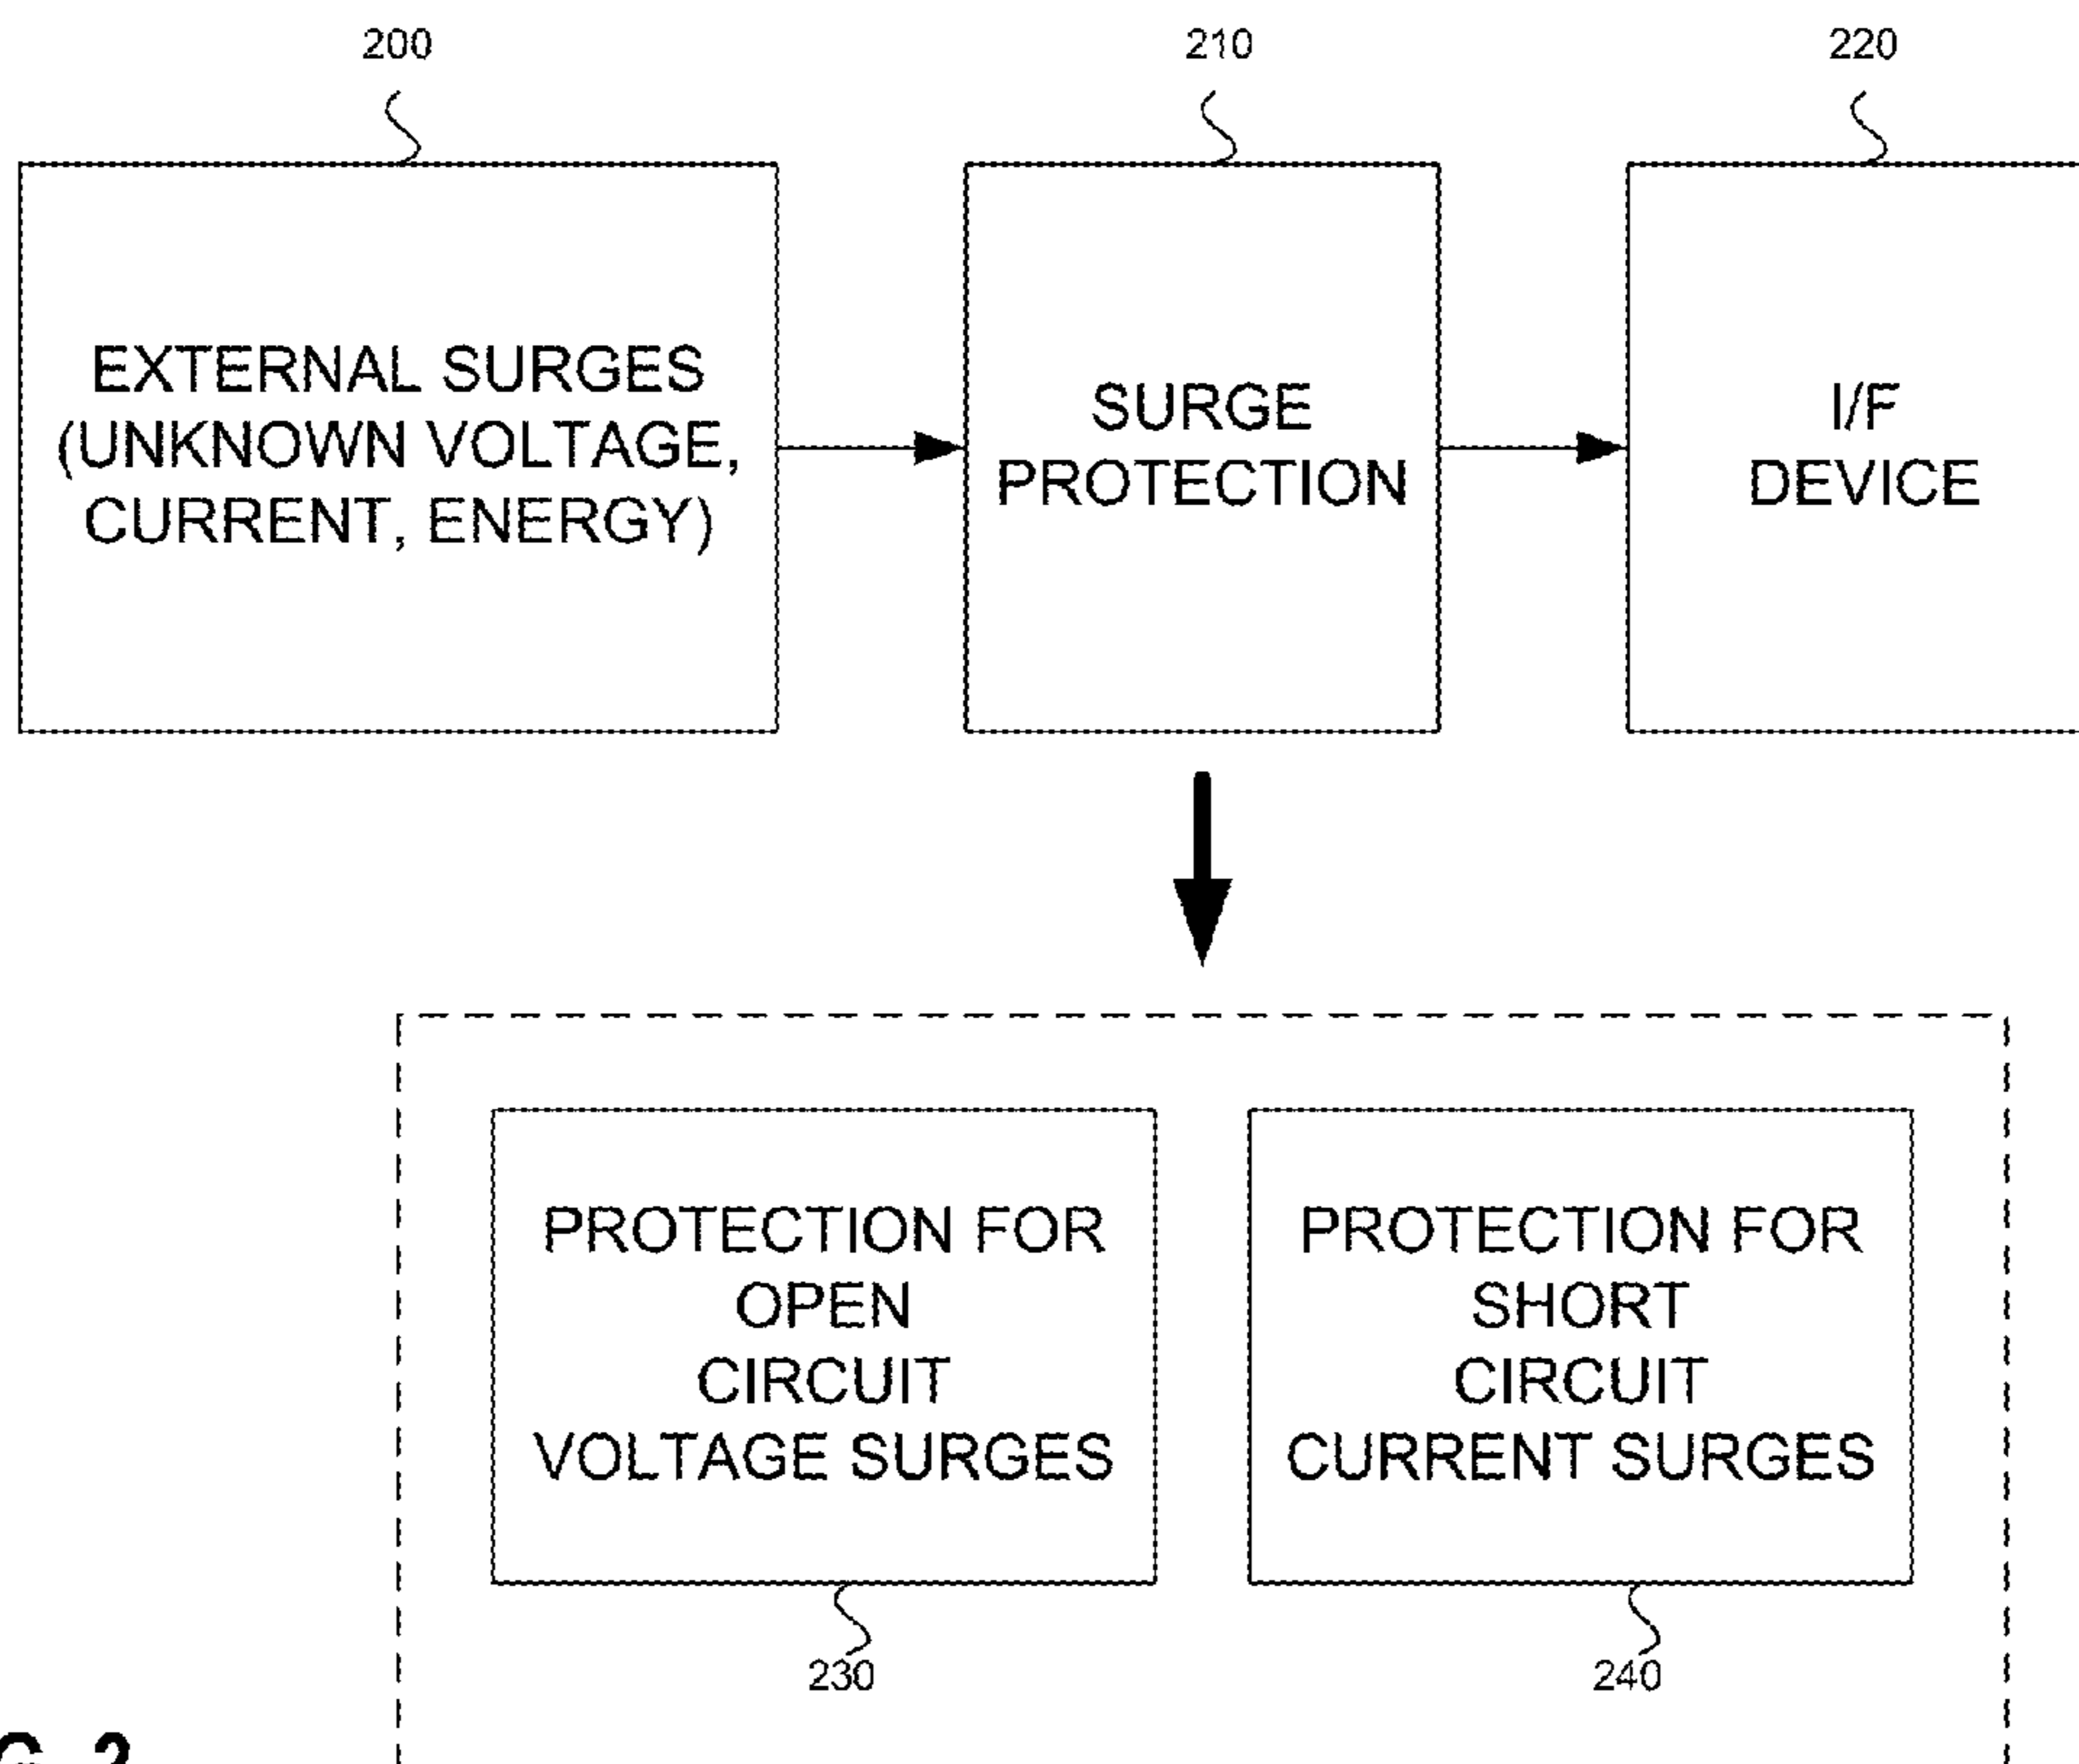 200
210
220
EXTERNAL SURGES
(UNKNOWN VOLTAGE,
CURRENT, ENERGY)
SURGE
PROTECTION
I/F
DEVICE
PROTECTION FOR
OPEN
CIRCUIT
VOLTAGE SURGES
PROTECTION FOR
SHORT
CIRCUIT
CURRENT SURGES
230
240